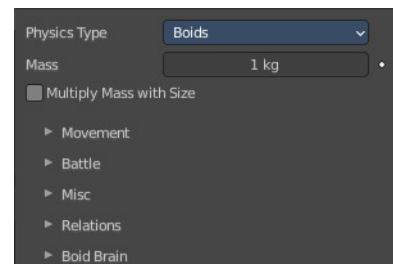 Physics Type Boids
Mass 1 kg
Multiply Mass with Size
Movement
Battle
Misc
Relations
Boid Brain